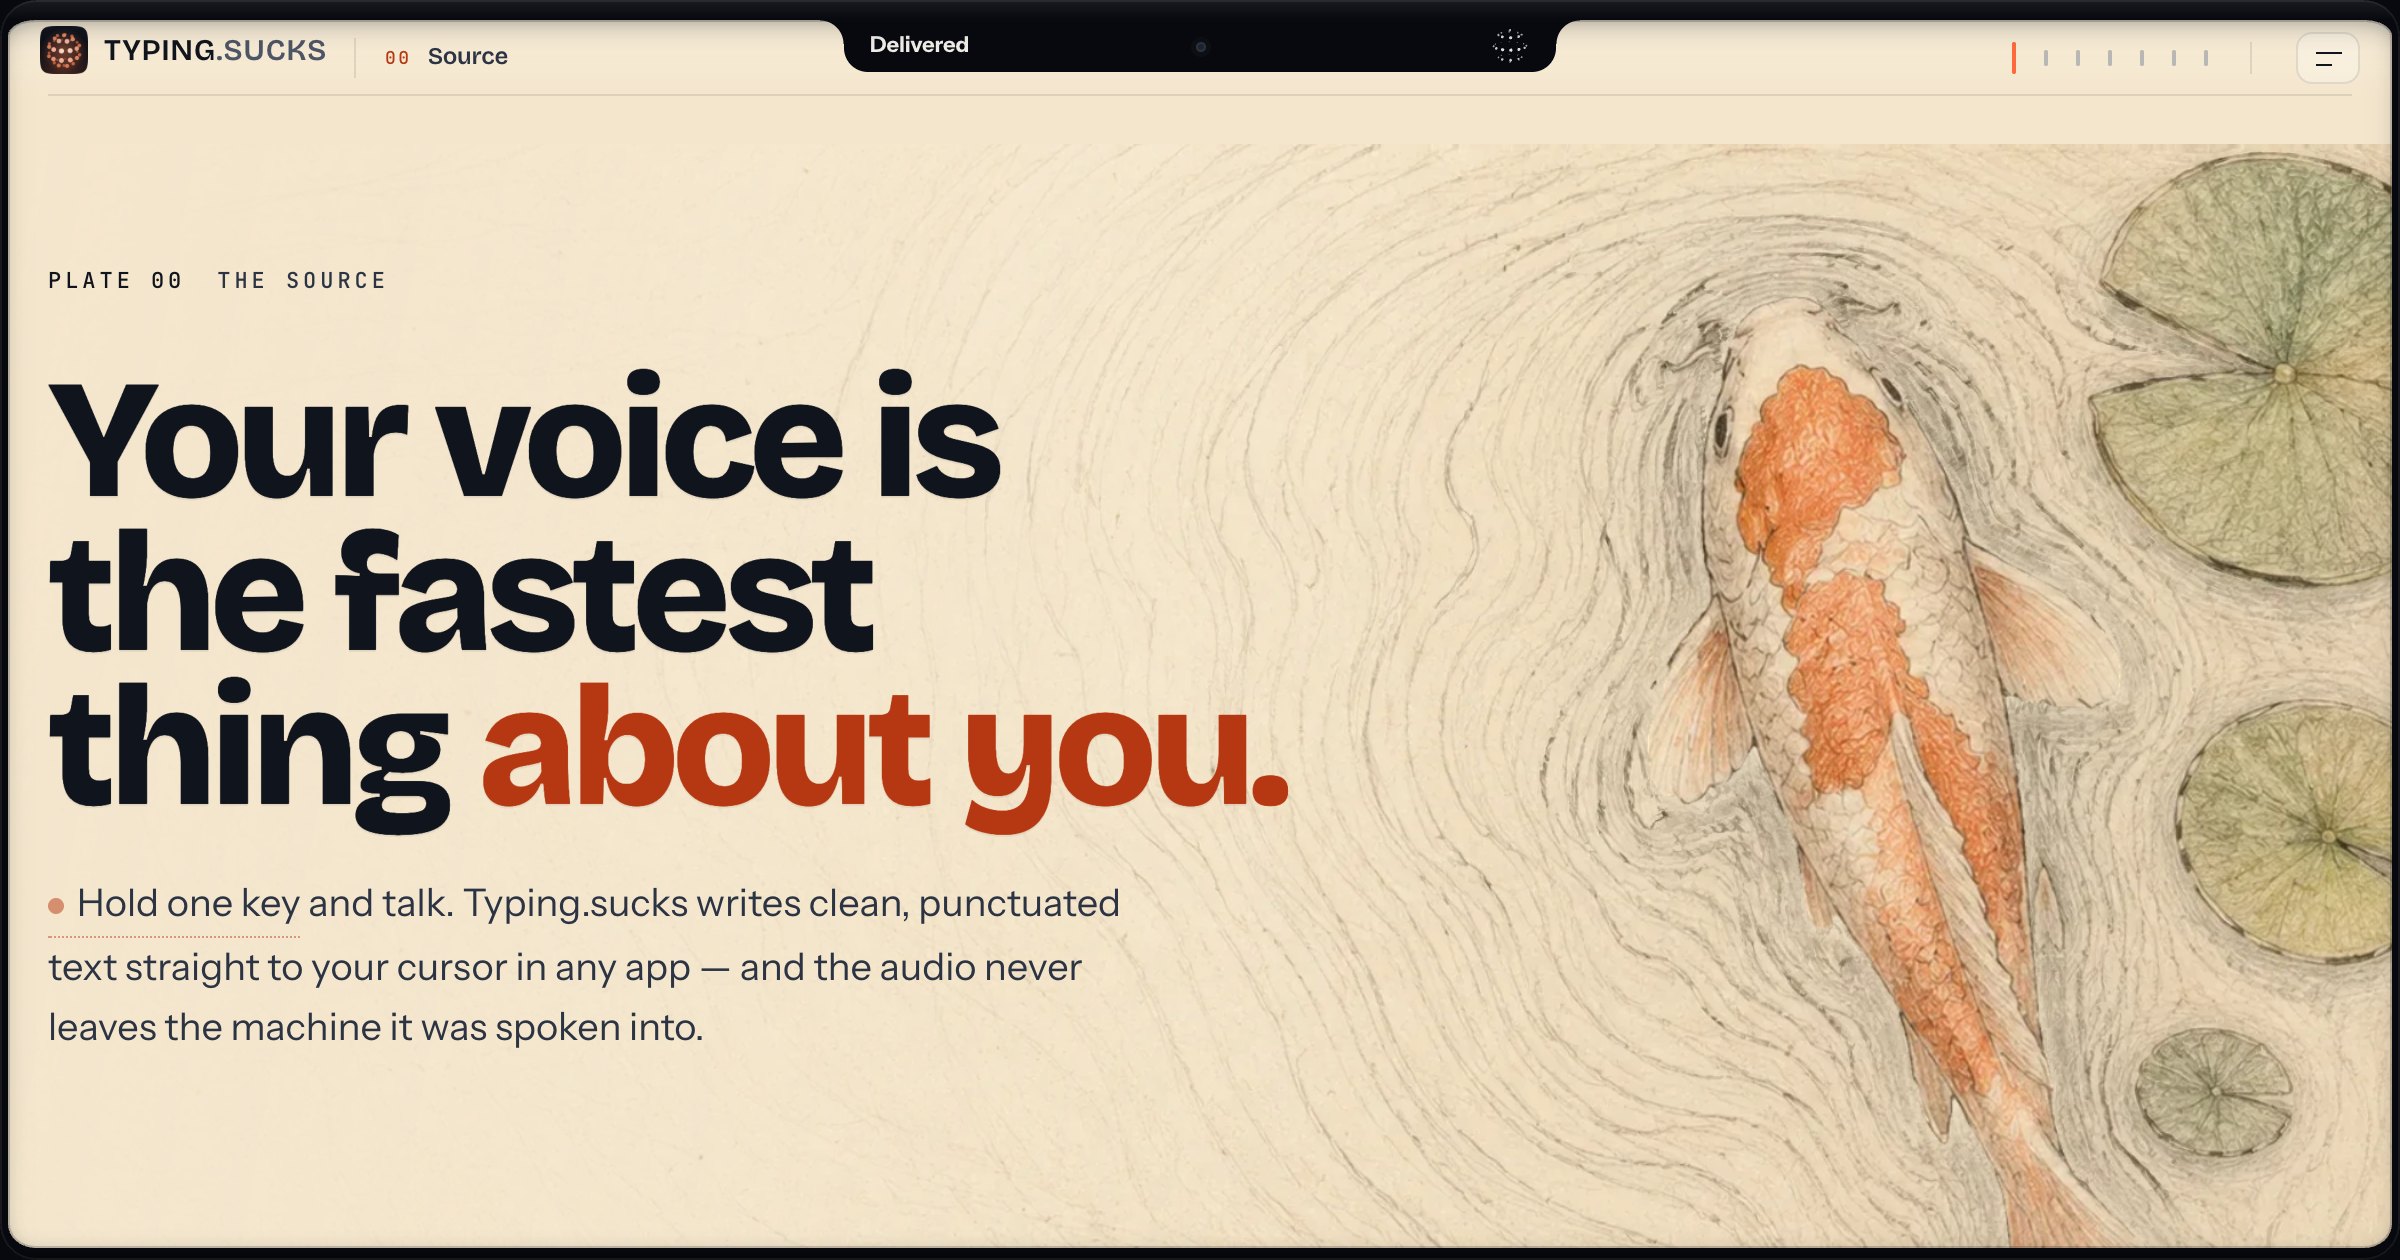 TYPING.SUCKS
00 Source
Delivered
PLATE 00 THE SOURCE
Your voice is
the fastest
thing about you.
Hold one key and talk. Typing.sucks writes clean, punctuated
text straight to your cursor in any app — and the audio never
leaves the machine it was spoken into.